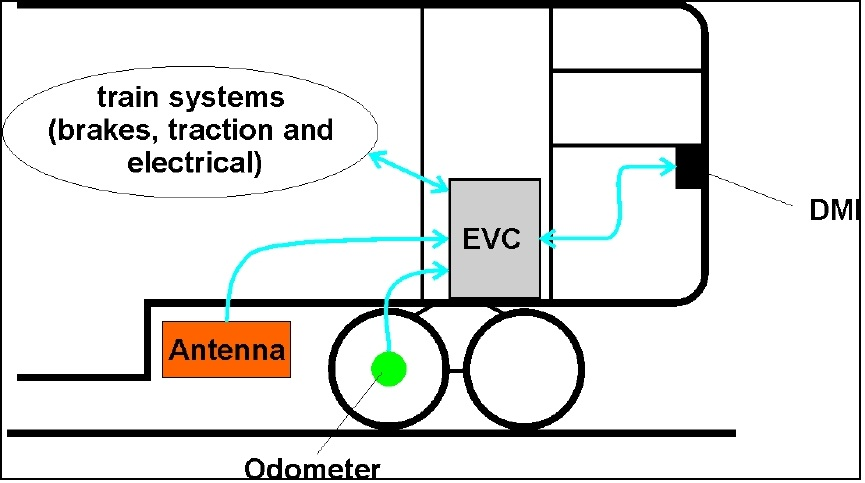 train systems
(brakes, traction and
electrical)
EVC
DMI
Antenna
Odometer